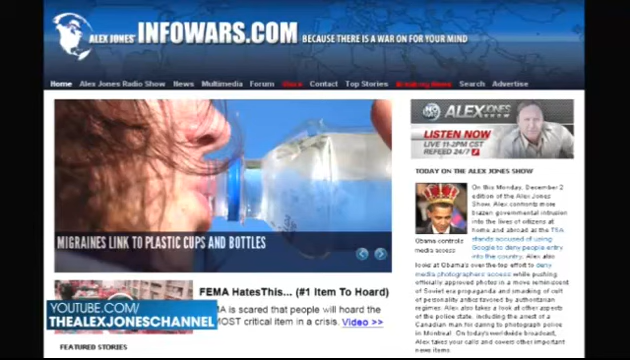 ALEX JONES' INFOWARS.COM BECAUSE THERE IS A WAR ON FOR YOUR MIND
Home Alex Jones Radio Show News Multimedia Forum Store Contact Top Stories Breaking News Search Advertise
MIGRAINES LINK TO PLASTIC CUPS AND BOTTLES
ALEX JONES
SHOW
LISTEN NOW
LIVE 11-2PM CST
REFEED 24/7
TODAY ON THE ALEX JONES SHOW
On this Monday, December 2
edition of the Alex Jones
Show, Alex confronts more
brazen governmental intrusion
into the lives of citizens at
home and abroad as the TSA
stands accused of using
Google to deny people entry
into the country. Alex also
Obama controls
media access
look at Obama's over the top effort to deny
media photographers access while pushing
officially approved photos in a move reminiscent
of Soviet era propaganda and smacking of cult
of personality antics favored by authoritarian
regimes. Alex also takes a look at other aspects
of the police state, including the arrest of a
Canadian man for daring to photograph police in
Montreal. On today's worldwide broadcast,
Alex takes your calls and covers other important
news items.
FEMA HatesThis... (#1 Item To Hoard)
is scared that people will hoard the
MOST critical item in a crisis. Video >>
YOUTUBE.COM/
THEALEXJONESCHANNEL
FEATURED STORIES